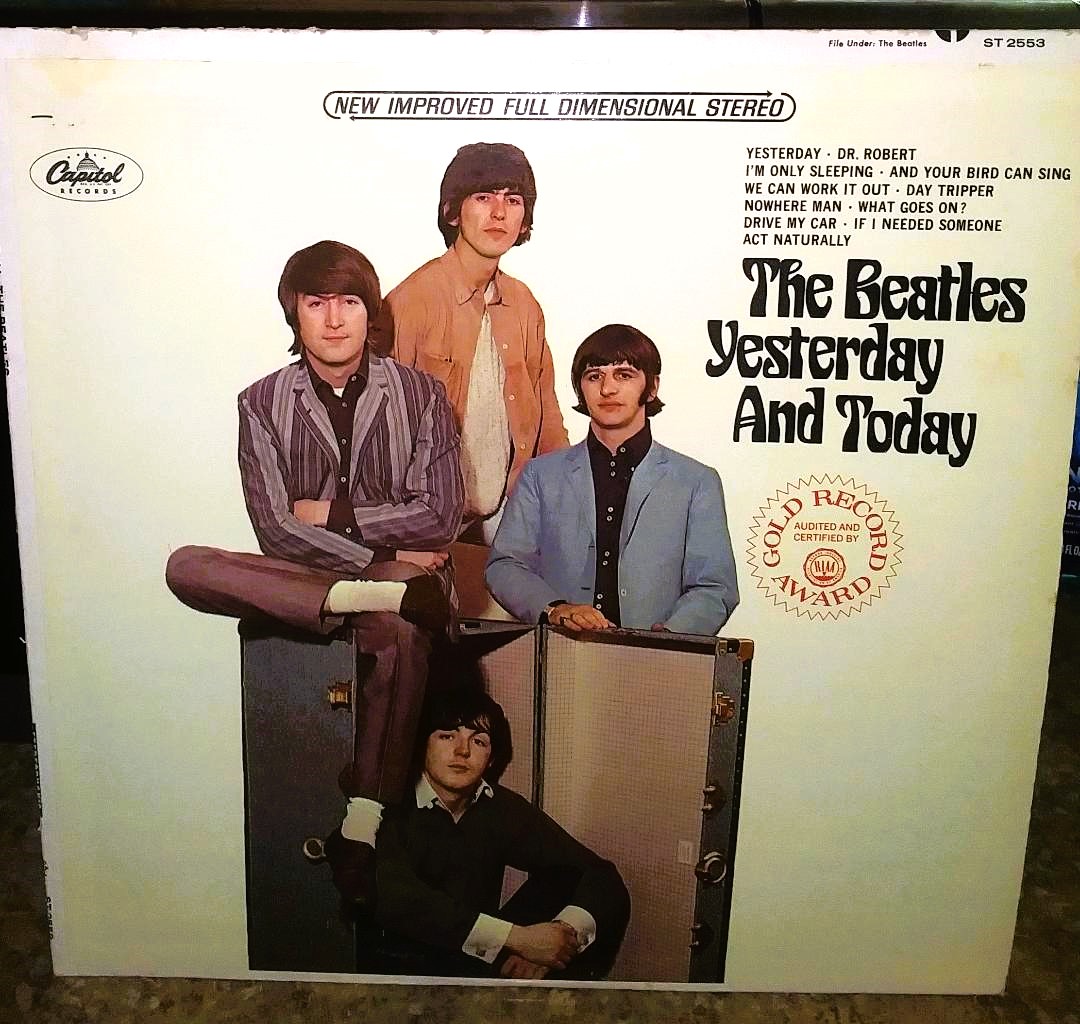 File Under: The Beatles
ST 2553
NEW IMPROVED FULL DIMENSIONAL STEREO
Capitol
RECORDS
YESTERDAY · DR. ROBERT
I'M ONLY SLEEPING · AND YOUR BIRD CAN SING
WE CAN WORK IT OUT · DAY TRIPPER
NOWHERE MAN · WHAT GOES ON?
DRIVE MY CAR · IF I NEEDED SOMEONE
ACT NATURALLY
The Beatles
Yesterday
And Today
GOLD RECORD
AUDITED AND
CERTIFIED BY
RIAA
AWARD